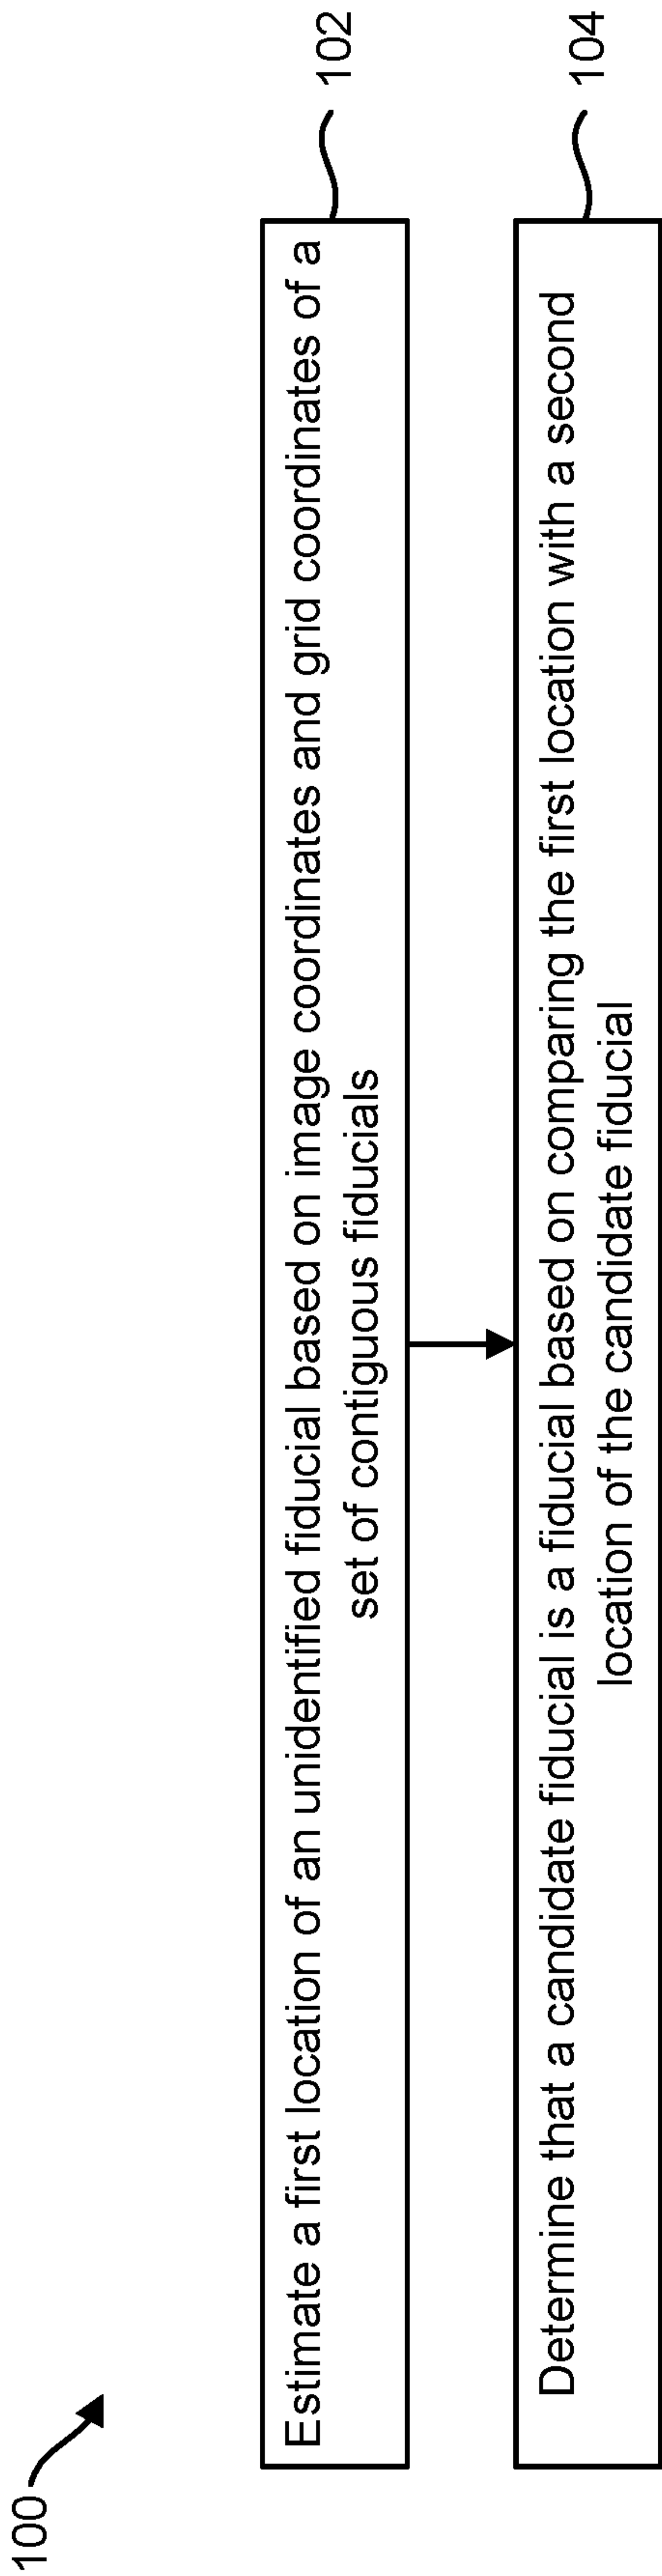 100
Estimate a first location of an unidentified fiducial based on image coordinates and grid coordinates of a
set of contiguous fiducials
102
Determine that a candidate fiducial is a fiducial based on comparing the first location with a second
location of the candidate fiducial
104